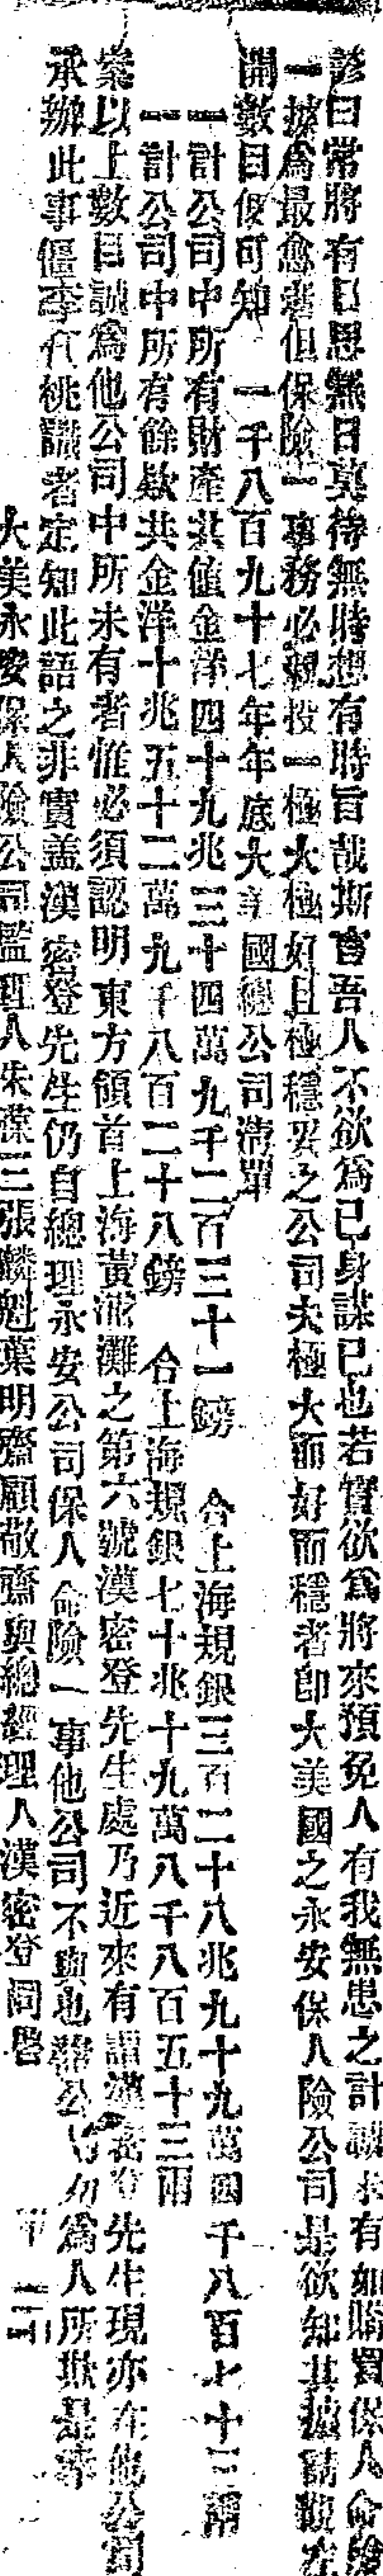 諺曰常將有日思無日莫待無時想有時旨哉斯言吾人不欲爲已身謀已也若實欲爲將來預免人有我無患之計誠未有如購買保人命險
一據爲最愈者但保險一事務必親投一極大極好且極穩妥之公司夫極大而好而穩者卽大美國之永安保人險公司是欲知其據請觀左
開數目便可知　一千八百九十七年年底大美國總公司淸單
一計公司中所有財產共値金洋四十九兆三十四萬九千二百三十一鎊　合上海規銀三百二十八兆九十九萬四千八百七十三兩
一計公司中所有餘款共金洋十兆五十二萬九千八百二十八鎊　合上海規銀七十兆十九萬八千八百五十三兩
案以上數目誠爲他公司中所未有者惟必須認明東方領首上海黃浦灘之第六號漢密登先生處乃近來有謂漢密登先生現亦在他公司
承辦此事僵李代桃識者定知此語之非實蓋漢密登先生仍自總理永安公司保人命險一事他公司不與也諸公切勿爲人所欺是幸
大美永安保人險公司監理人朱葆三張麟魁葉明齋顧敬齋與總經理人漢密登同啓